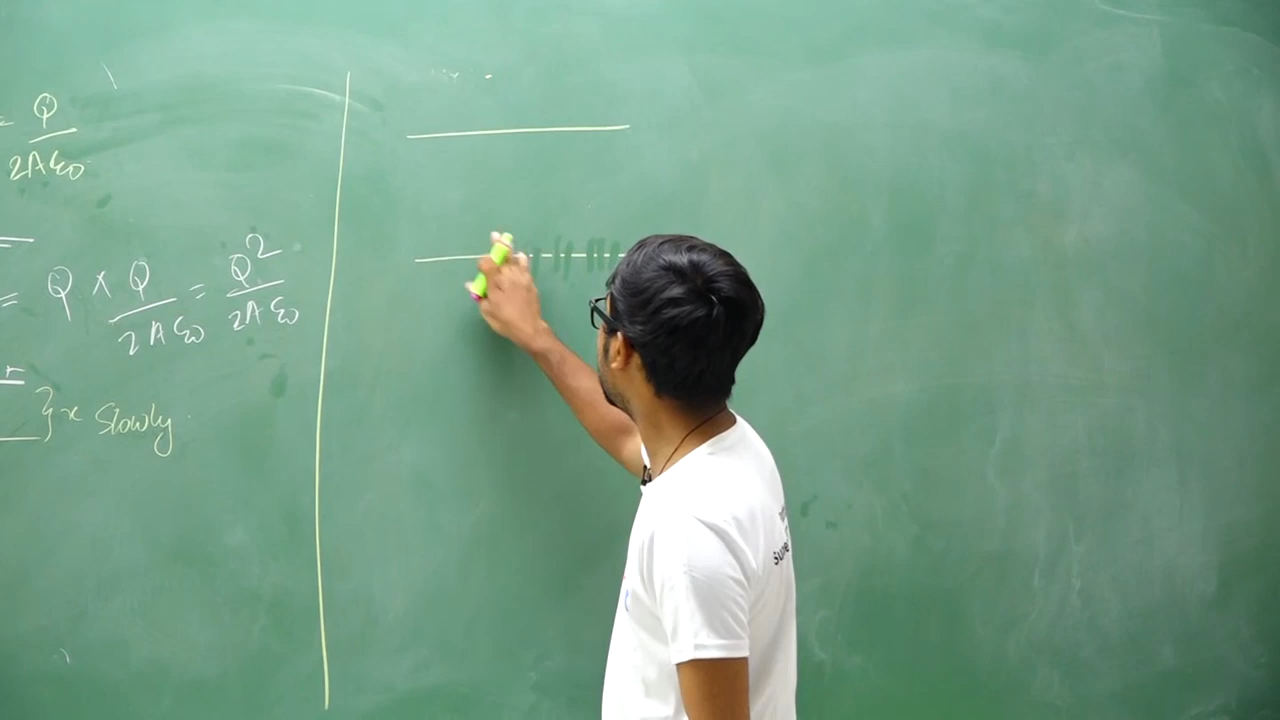 = Q / 2Aε0
= Q × Q / 2Aε0 = Q² / 2Aε0
} x Slowly